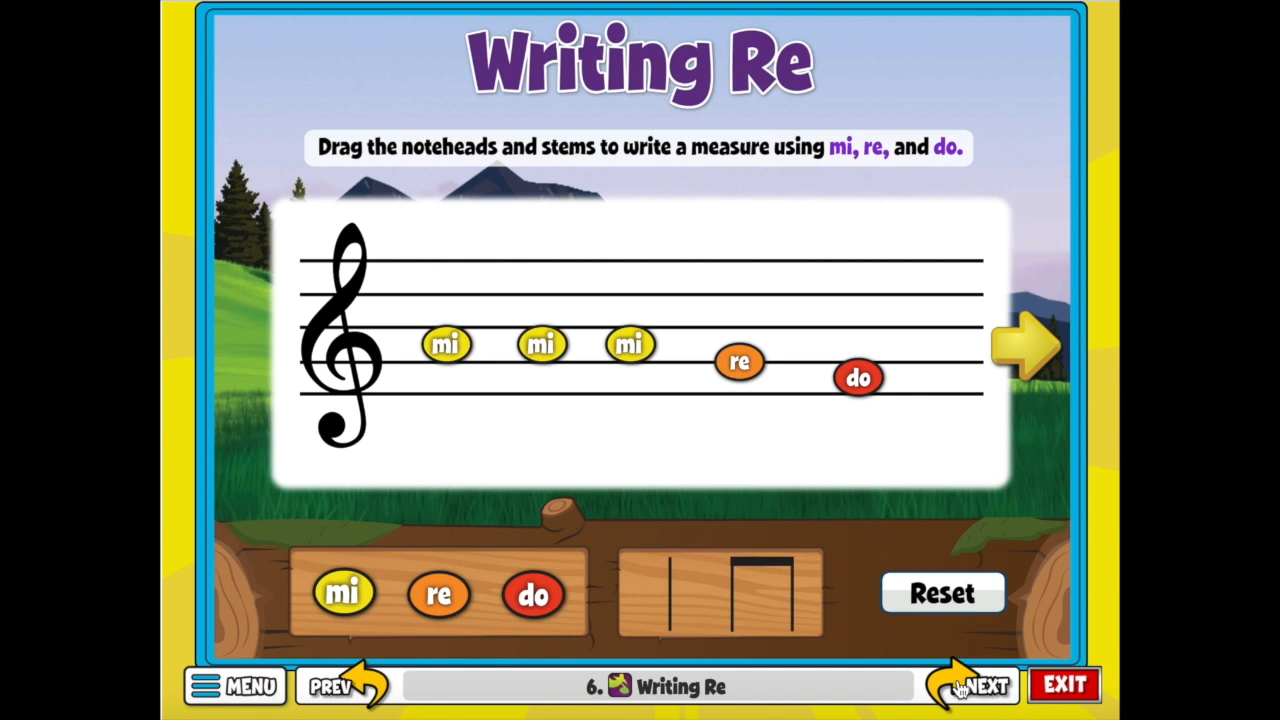 Writing Re
Drag the noteheads and stems to write a measure using mi, re, and do.
mi mi mi re do
mi re do
Reset
MENU PREV 6. Writing Re NEXT EXIT